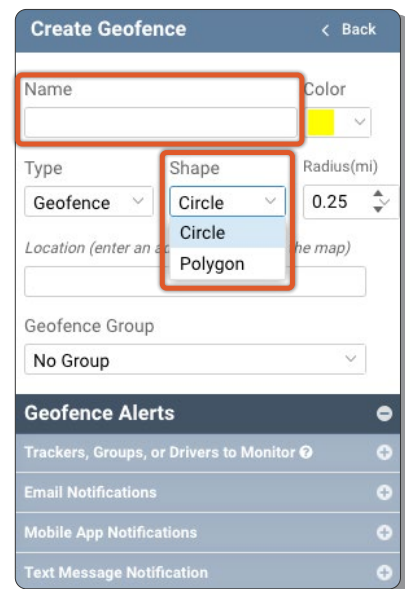 Create Geofence < Back
Name Color
Type Shape Radius(mi)
Geofence Circle 0.25
Circle
Location (enter an a he map)
Polygon
Geofence Group
No Group
Geofence Alerts
Trackers, Groups, or Drivers to Monitor
Email Notifications
Mobile App Notifications
Text Message Notification